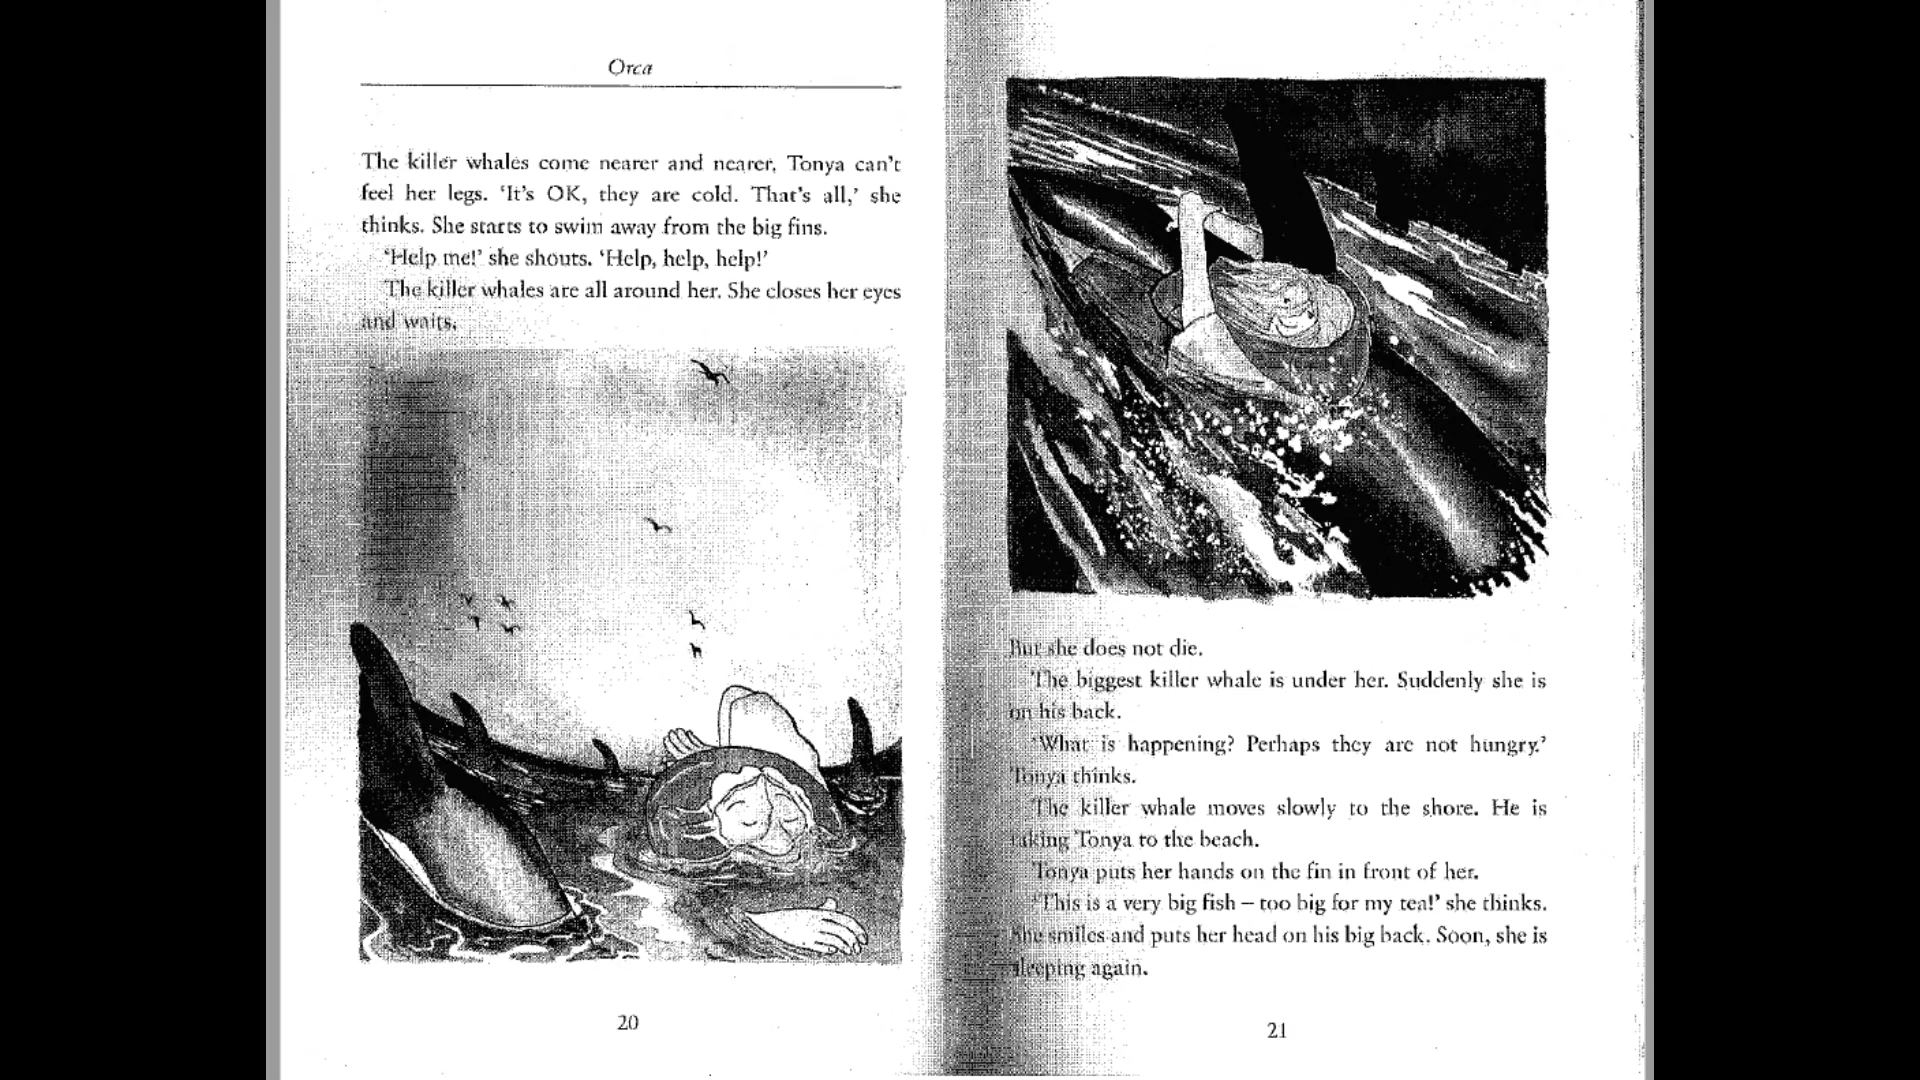 Orca
The killer whales come nearer and nearer, Tonya can't
feel her legs. 'It's OK, they are cold. That's all,' she
thinks. She starts to swim away from the big fins.
'Help me!' she shouts. 'Help, help, help!'
The killer whales are all around her. She closes her eyes
and waits.
20
But she does not die.
The biggest killer whale is under her. Suddenly she is
on his back.
'What is happening? Perhaps they are not hungry.'
Tonya thinks.
The killer whale moves slowly to the shore. He is
taking Tonya to the beach.
Tonya puts her hands on the fin in front of her.
'This is a very big fish – too big for my tea!' she thinks.
She smiles and puts her head on his big back. Soon, she is
sleeping again.
21